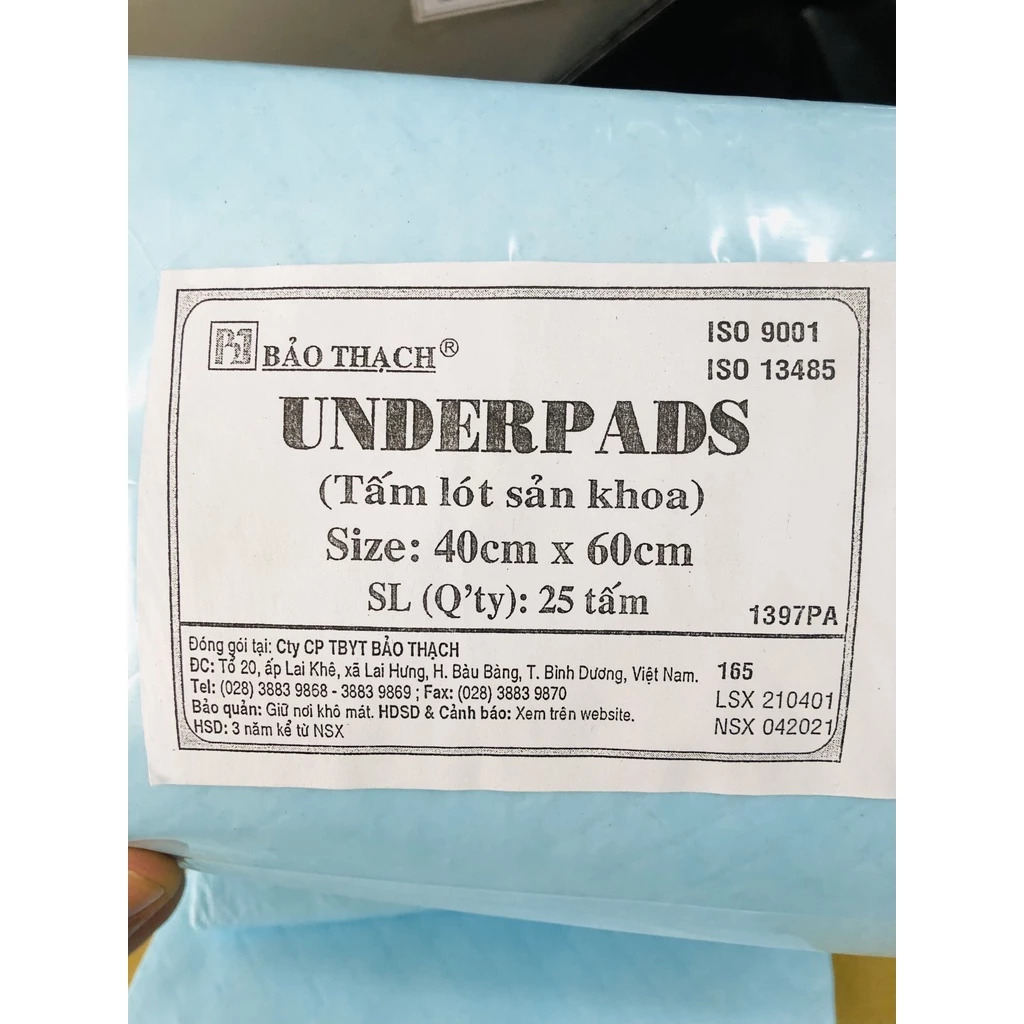 BẢO THẠCH®
ISO 9001
ISO 13485
UNDERPADS
(Tấm lót sản khoa)
Size: 40cm x 60cm
SL (Q'ty): 25 tấm
1397PA
Đóng gói tại: Cty CP TBYT BẢO THẠCH
ĐC: Tổ 20, ấp Lai Khê, xã Lai Hưng, H. Bàu Bàng, T. Bình Dương, Việt Nam.
Tel: (028) 3883 9868 - 3883 9869 ; Fax: (028) 3883 9870
Bảo quản: Giữ nơi khô mát. HDSD & Cảnh báo: Xem trên website.
HSD: 3 năm kể từ NSX
165
LSX 210401
NSX 042021